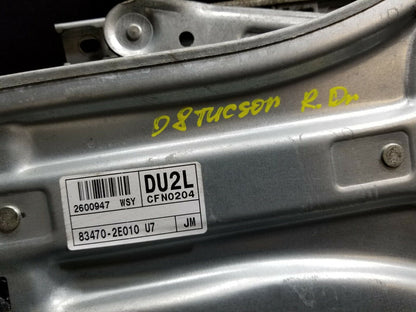 08 TUCSON R. Dr
DU2L
2600947 WSY CFN0204
83470-2E010 U7 JM